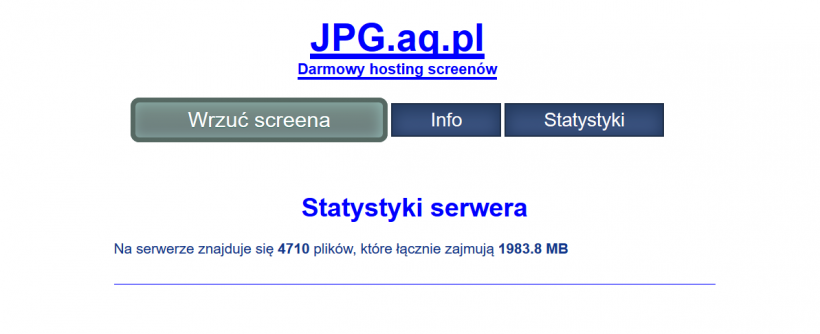 JPG.aq.pl
Darmowy hosting screenów
Wrzuć screena Info Statystyki
Statystyki serwera
Na serwerze znajduje się 4710 plików, które łącznie zajmują 1983.8 MB